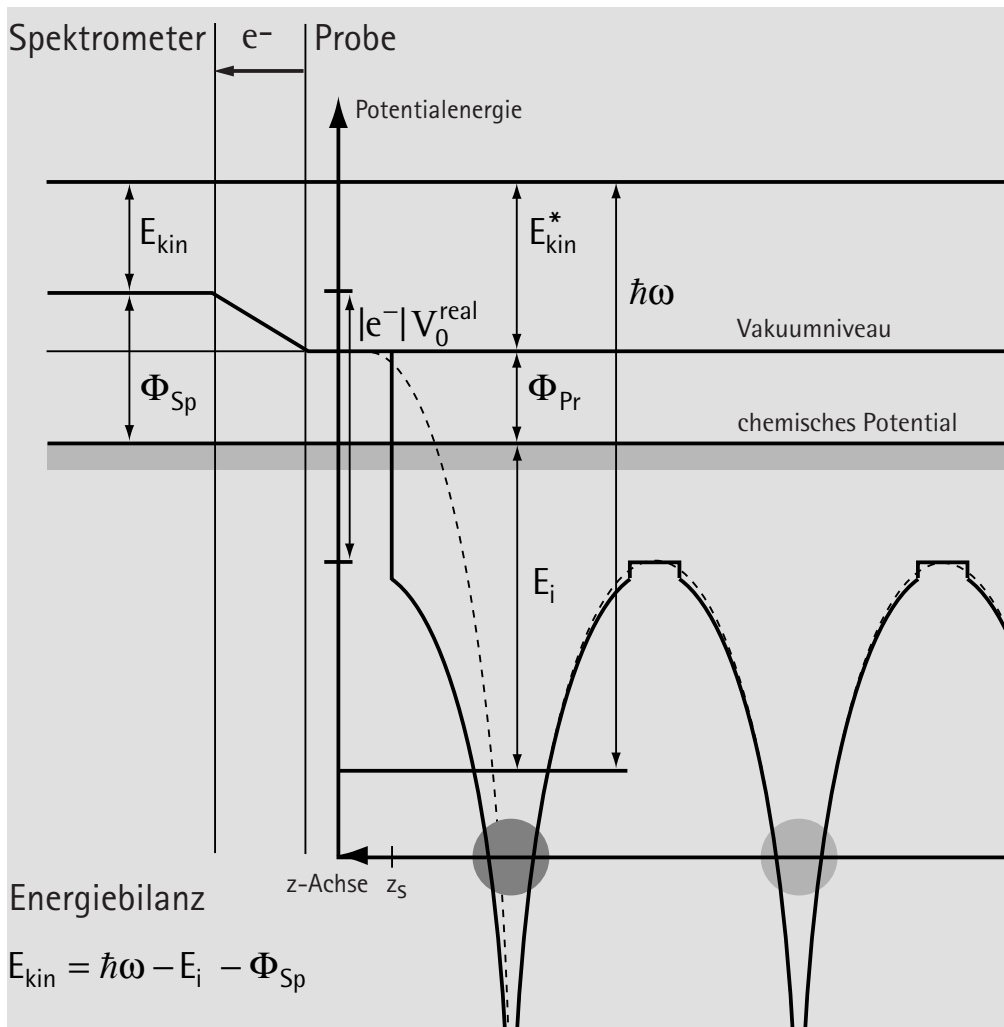 Spektrometer e⁻ Probe
Potentialenergie
E_kin E*_kin
ħω
|e⁻| V₀^real Vakuumniveau
Φ_Sp Φ_Pr
chemisches Potential
E_i
z-Achse z_S
Energiebilanz
E_kin = ħω − E_i − Φ_Sp